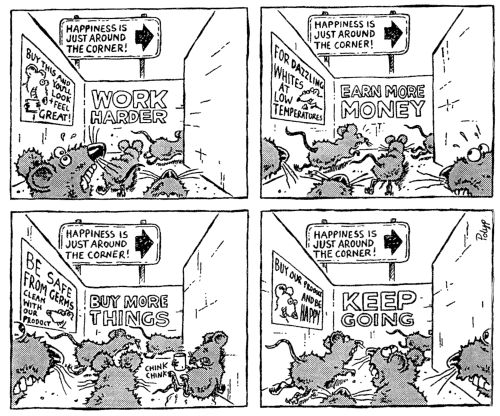 HAPPINESS IS
JUST AROUND
THE CORNER!
BUY THIS AND
YOU'LL
LOOK
+FEEL
GREAT!
WORK
HARDER
HAPPINESS IS
JUST AROUND
THE CORNER!
FOR DAZZLING
WHITES
AT
LOW
TEMPERATURES
EARN MORE
MONEY
HAPPINESS IS
JUST AROUND
THE CORNER!
BE SAFE
FROM GERMS
CLEAN
WITH
OUR
PRODUCT
BUY MORE
THINGS
CHINK
CHINK
HAPPINESS IS
JUST AROUND
THE CORNER!
BUY OUR PRODUCT
AND BE
HAPPY
KEEP
GOING
Polyp